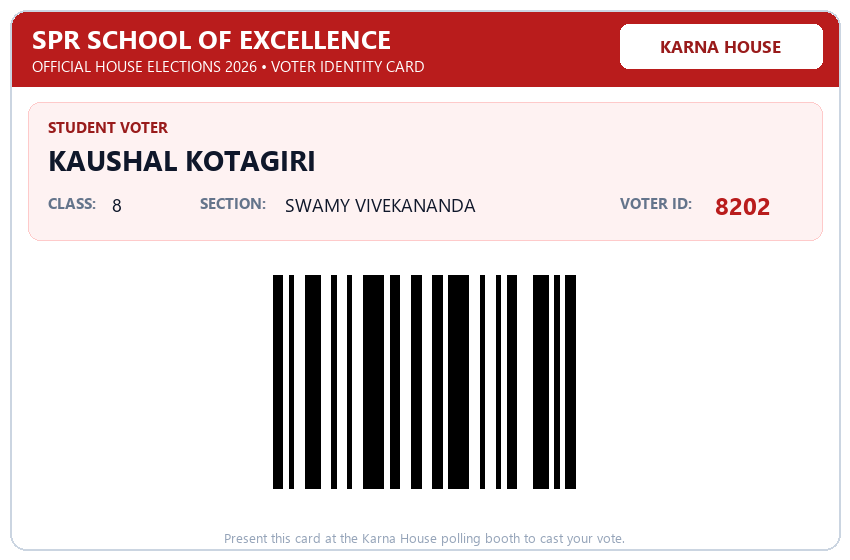 SPR SCHOOL OF EXCELLENCE
OFFICIAL HOUSE ELECTIONS 2026 • VOTER IDENTITY CARD
KARNA HOUSE
STUDENT VOTER
KAUSHAL KOTAGIRI
CLASS: 8 SECTION: SWAMY VIVEKANANDA VOTER ID: 8202
Present this card at the Karna House polling booth to cast your vote.